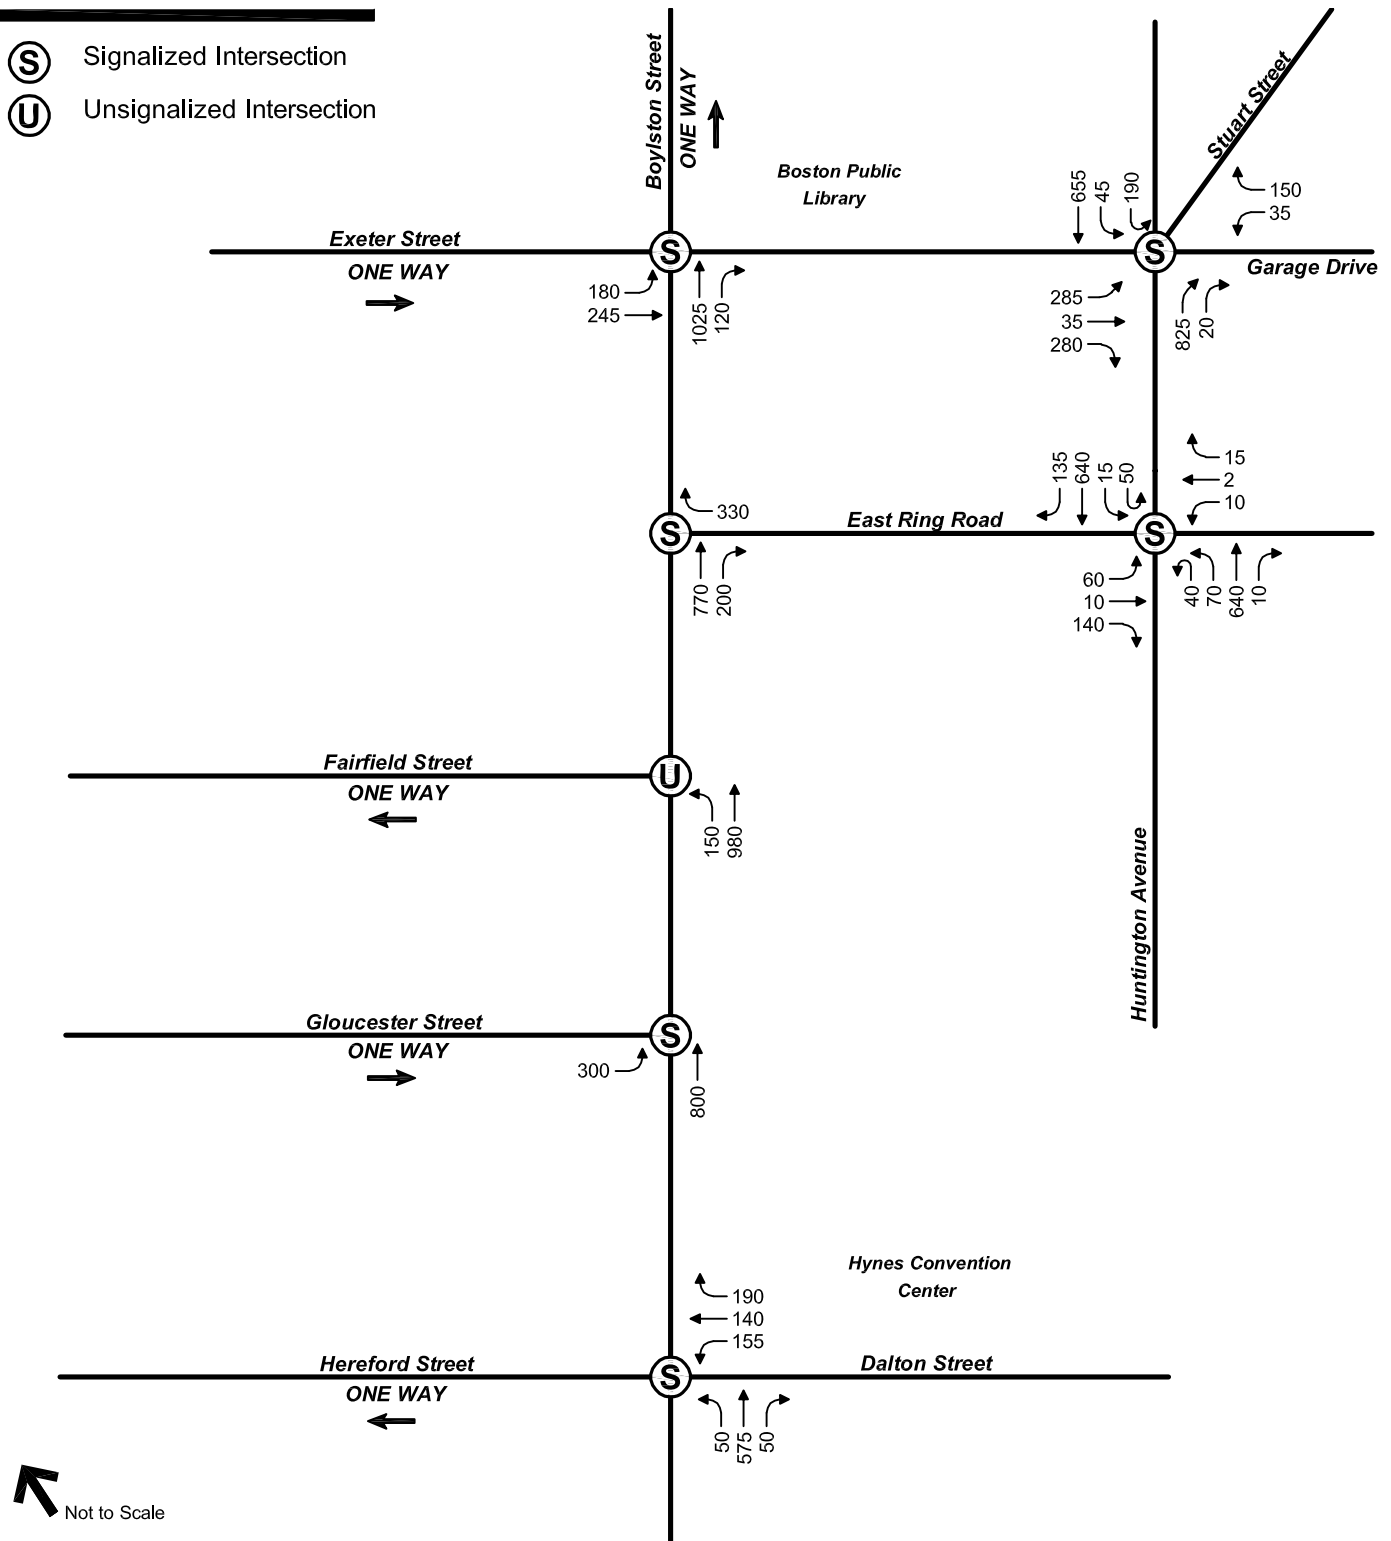 S Signalized Intersection
U Unsignalized Intersection
Boylston Street
ONE WAY
Stuart Street
Boston Public
Library
655
45
190
150
35
Exeter Street
ONE WAY
S
S
Garage Drive
180
245
1025
120
285
35
280
825
20
135
640
15
50
15
2
10
330
S
East Ring Road
S
770
200
60
10
140
40
70
640
10
Fairfield Street
ONE WAY
U
150
980
Huntington Avenue
Gloucester Street
ONE WAY
S
300
800
Hynes Convention
Center
190
140
155
Hereford Street
ONE WAY
S
Dalton Street
50
575
50
Not to Scale